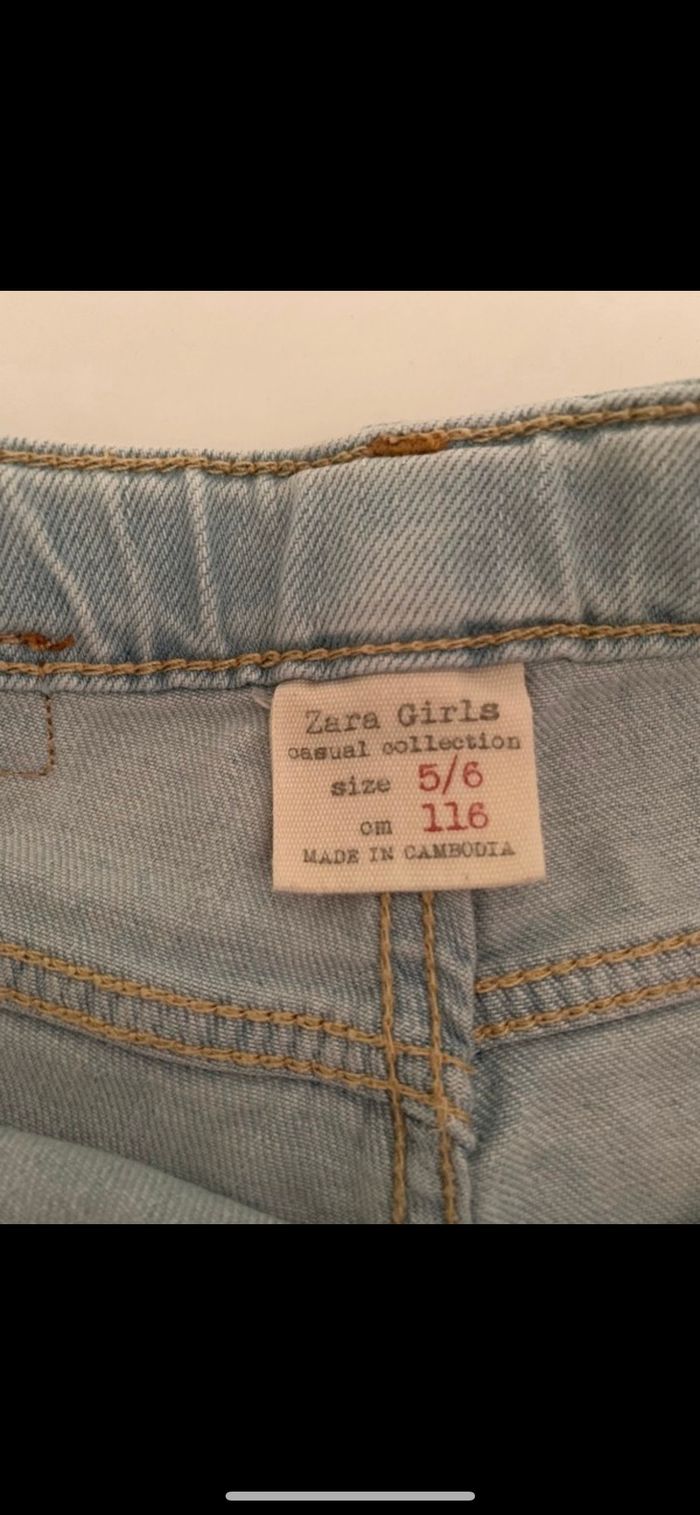 Zara Girls
casual collection
size 5/6
cm 116
MADE IN CAMBODIA